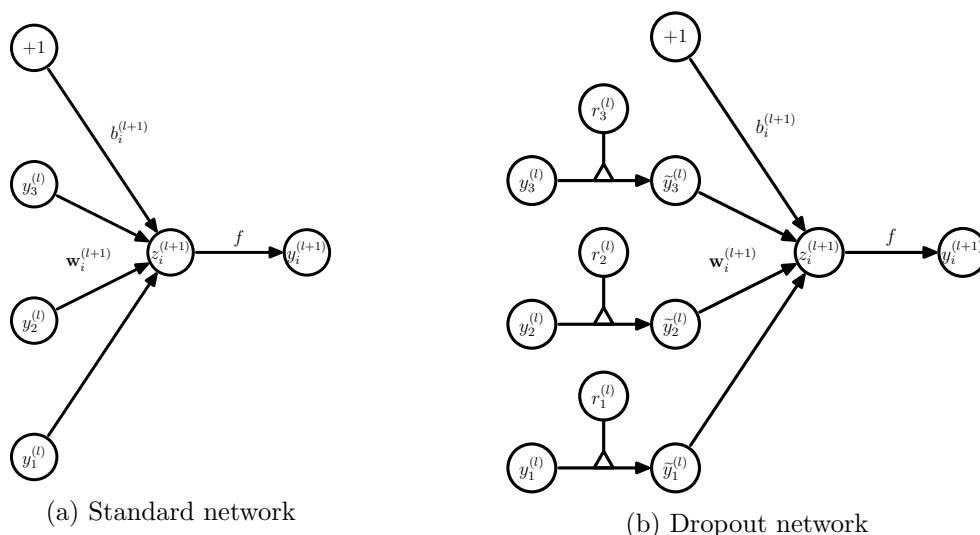 +1
b_i^{(l+1)}
y_3^{(l)}
w_i^{(l+1)}
z_i^{(l+1)}
f
y_i^{(l+1)}
y_2^{(l)}
y_1^{(l)}
(a) Standard network
+1
b_i^{(l+1)}
r_3^{(l)}
y_3^{(l)}
ỹ_3^{(l)}
r_2^{(l)}
w_i^{(l+1)}
z_i^{(l+1)}
f
y_i^{(l+1)}
y_2^{(l)}
ỹ_2^{(l)}
r_1^{(l)}
y_1^{(l)}
ỹ_1^{(l)}
(b) Dropout network